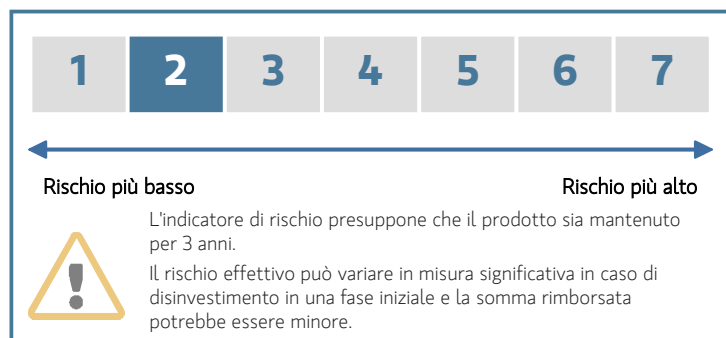 1 2 3 4 5 6 7
Rischio più basso Rischio più alto
L'indicatore di rischio presuppone che il prodotto sia mantenuto
per 3 anni.
Il rischio effettivo può variare in misura significativa in caso di
disinvestimento in una fase iniziale e la somma rimborsata
potrebbe essere minore.